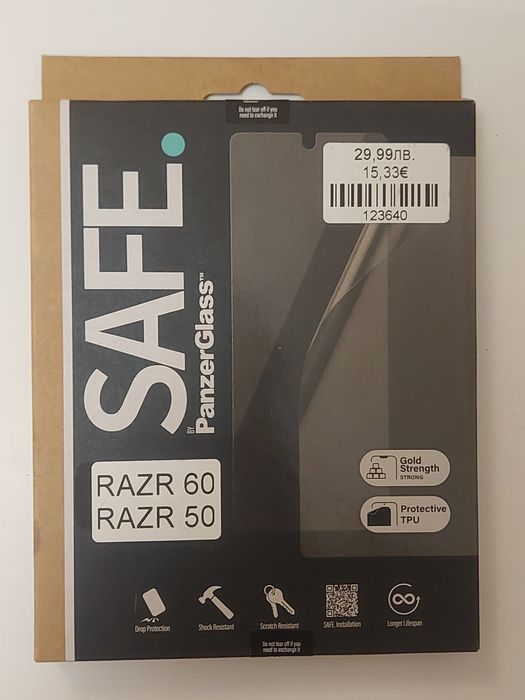 Do not tear off if you
need to exchange it
29,99лв.
15,33€
123640
SAFE.
BY PanzerGlass™
RAZR 60
RAZR 50
Gold
Strength
STRONG
Protective
TPU
Drop Protection
Shock Resistant
Scratch Resistant
SAFE. Installation
Longer Lifespan
Do not tear off if you
need to exchange it